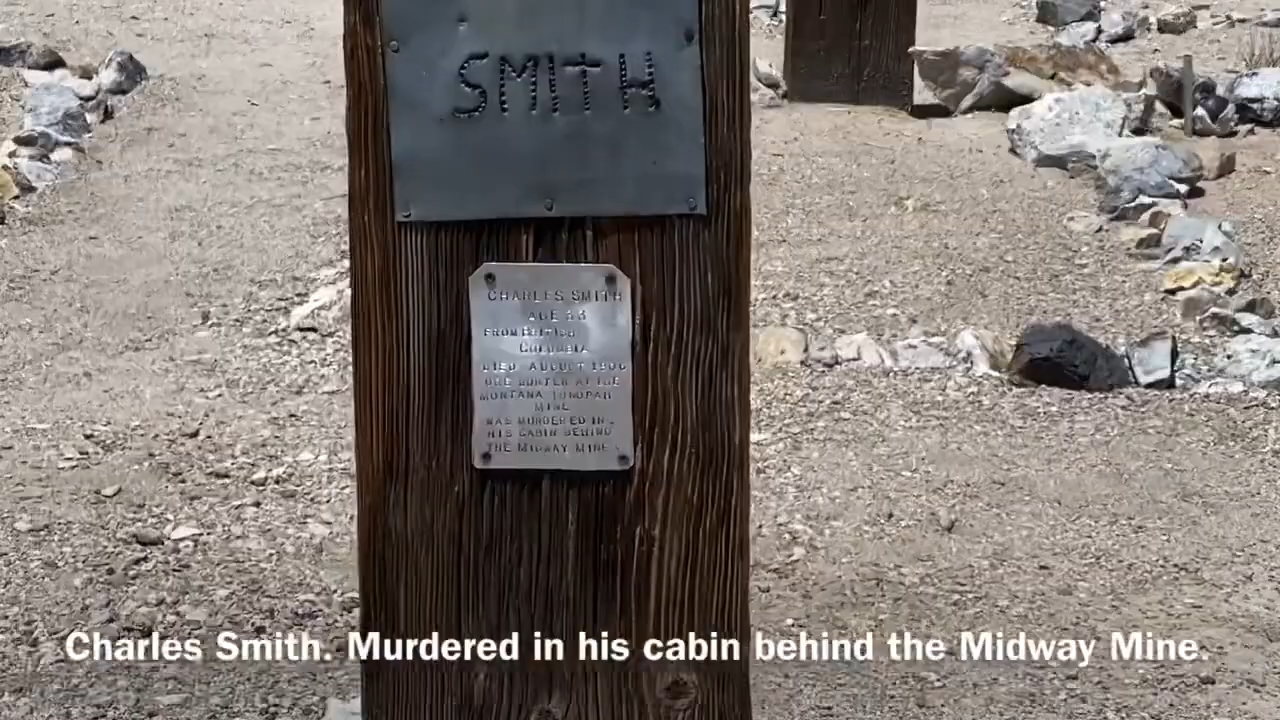 SMITH
CHARLES SMITH
AGE 33
FROM BRITISH
COLUMBIA
DIED AUGUST 1906
ORE SORTER AT THE
MONTANA TONOPAH
MINE
WAS MURDERED IN
HIS CABIN BEHIND
THE MIDWAY MINE
Charles Smith. Murdered in his cabin behind the Midway Mine.